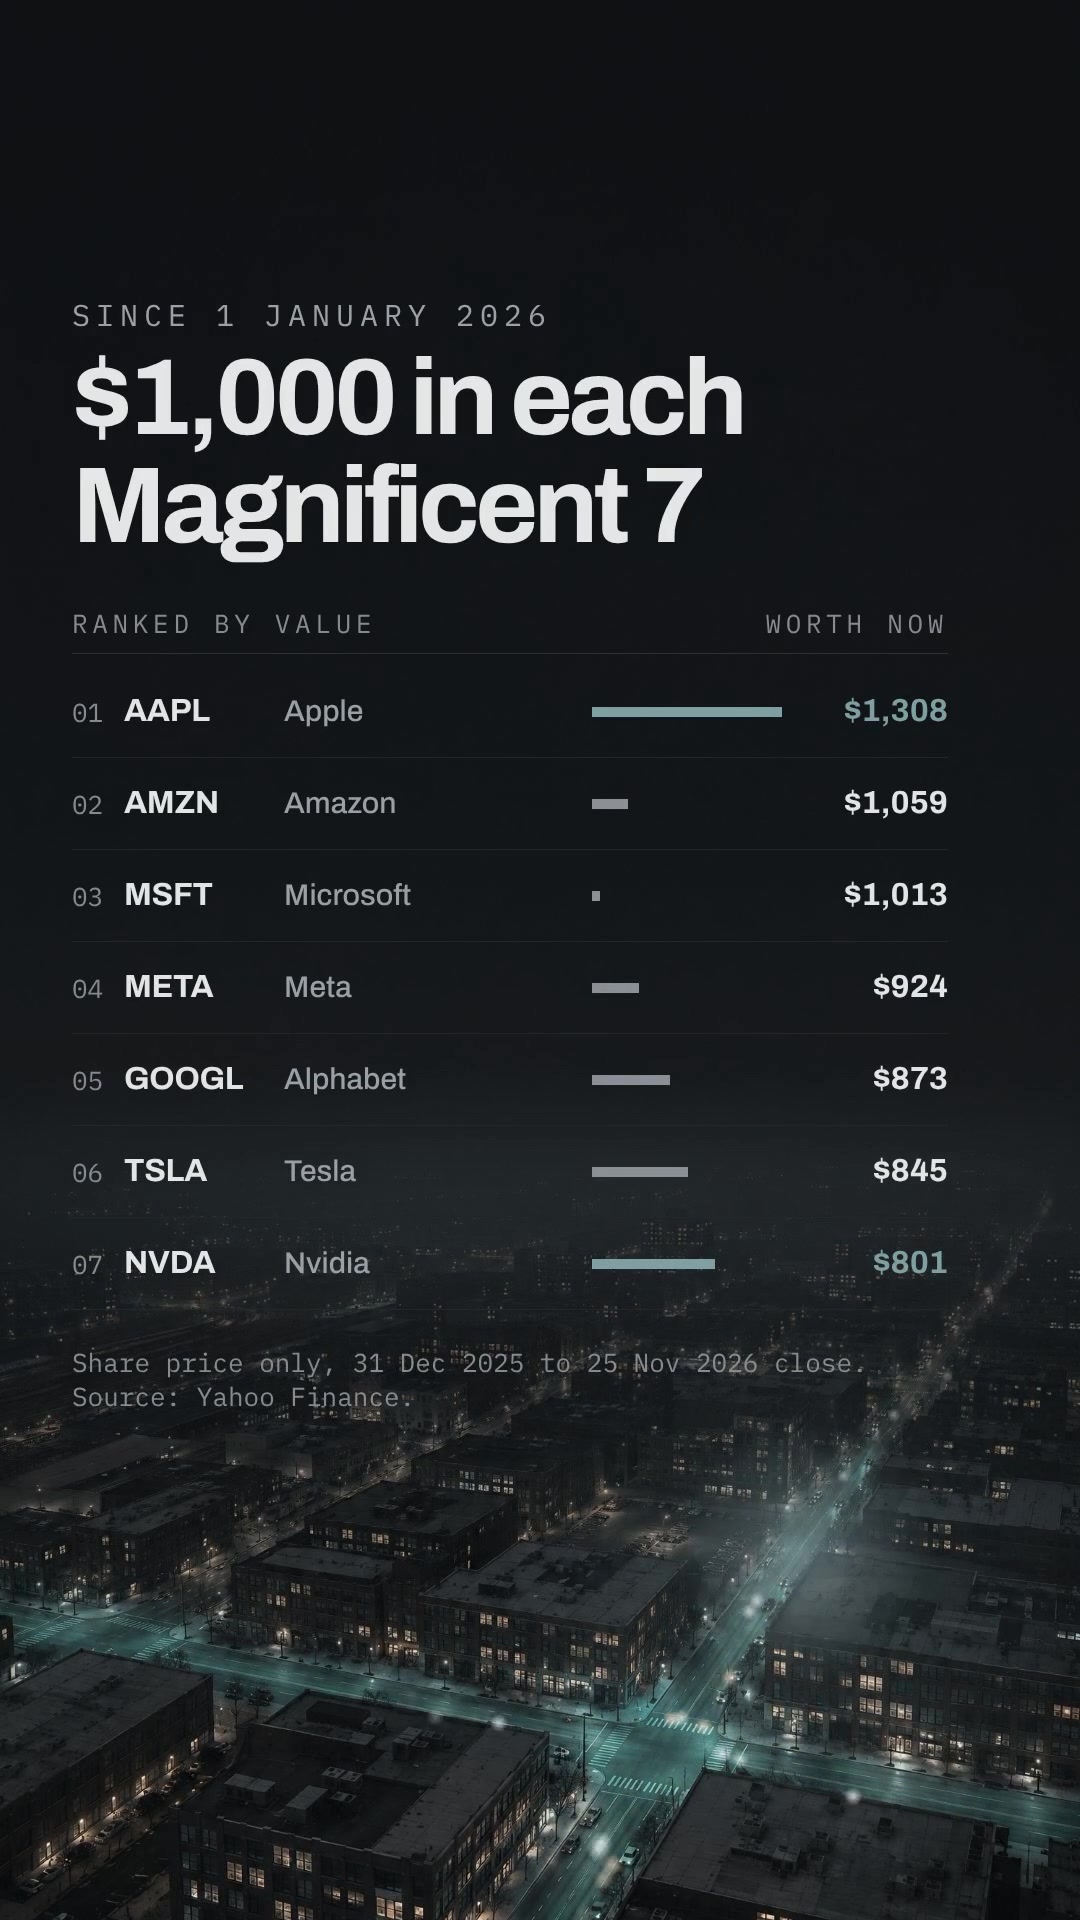 SINCE 1 JANUARY 2026
$1,000 in each
Magnificent 7
RANKED BY VALUE WORTH NOW
01 AAPL Apple $1,308
02 AMZN Amazon $1,059
03 MSFT Microsoft $1,013
04 META Meta $924
05 GOOGL Alphabet $873
06 TSLA Tesla $845
07 NVDA Nvidia $801
Share price only, 31 Dec 2025 to 25 Nov 2026 close.
Source: Yahoo Finance.